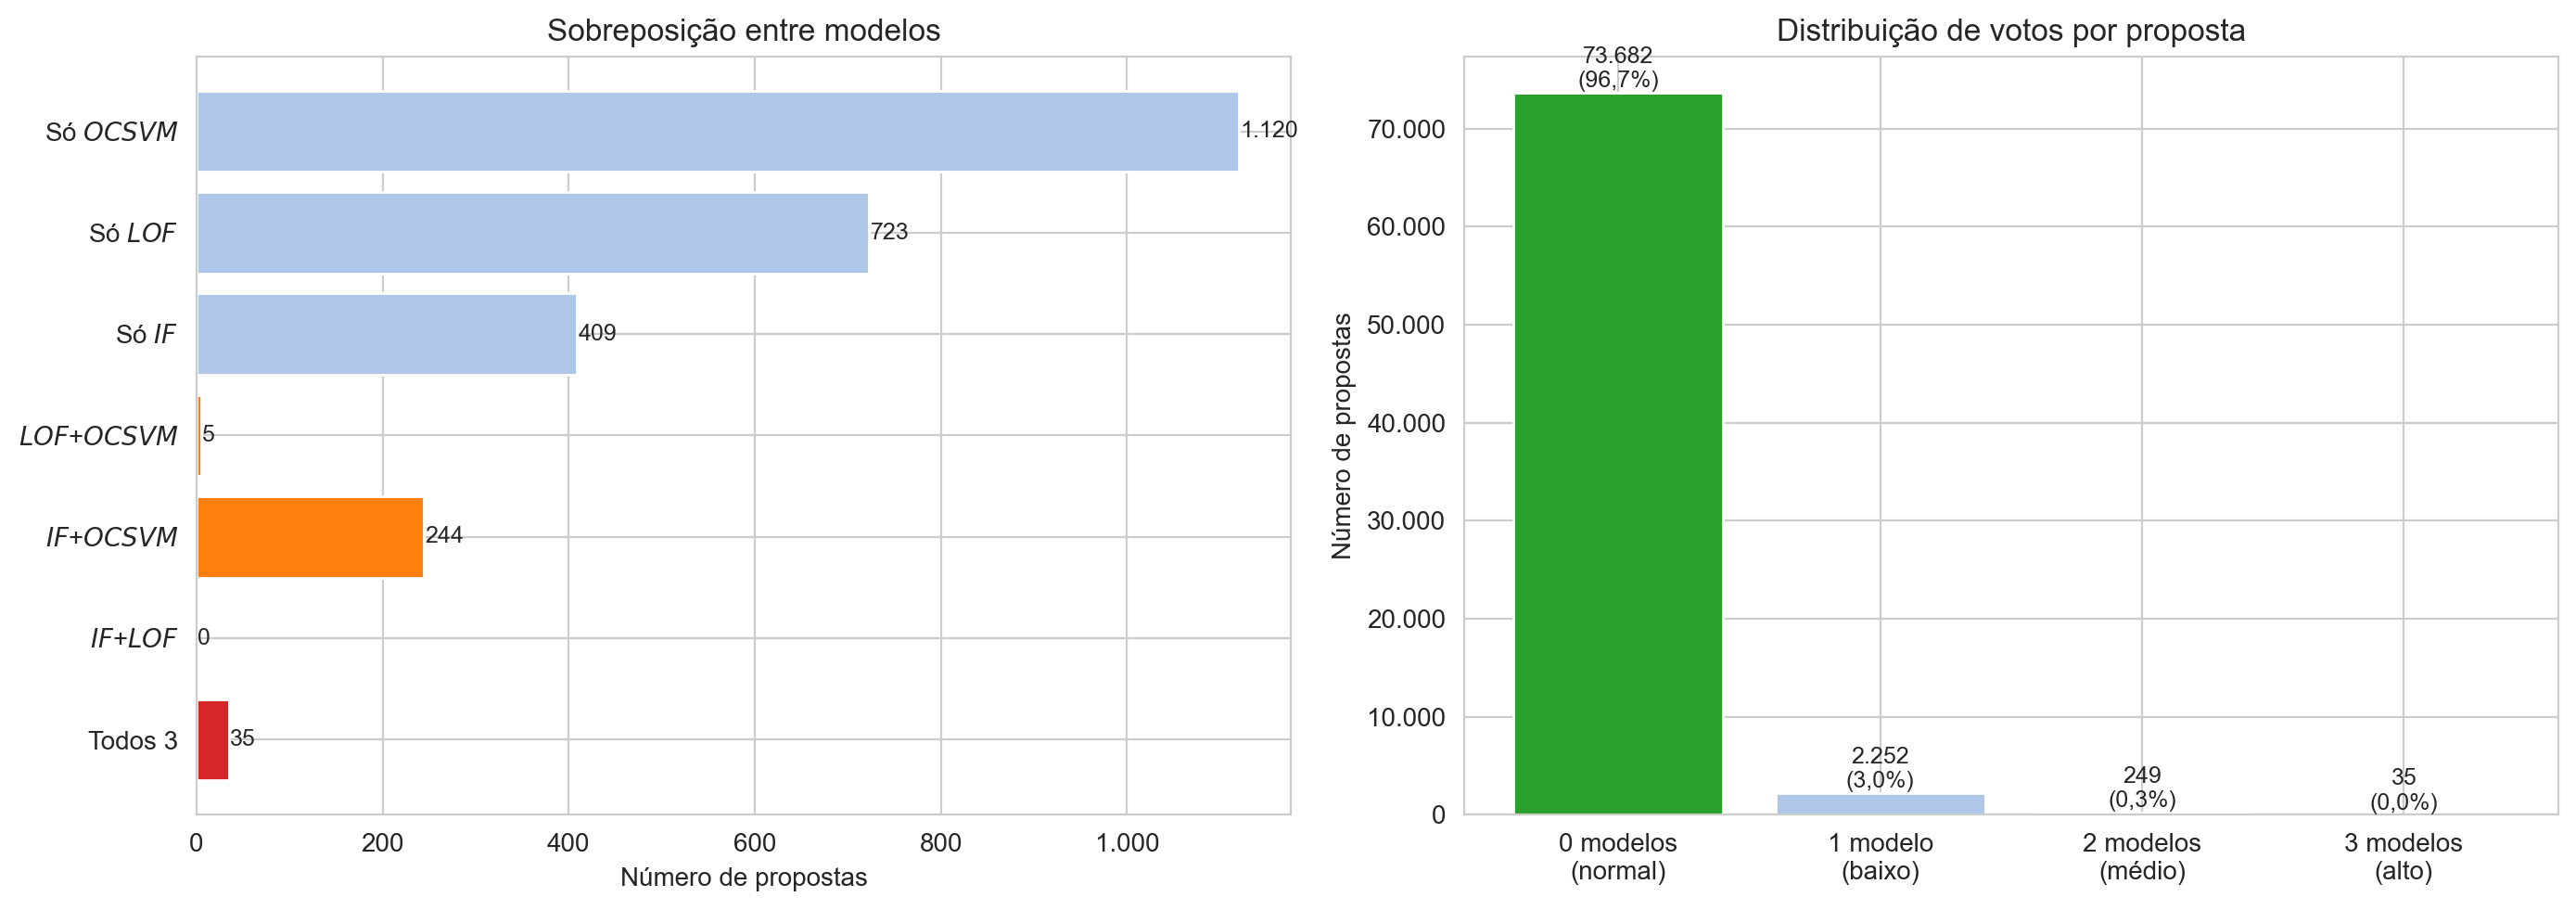 Sobreposição entre modelos
Só OCSVM
1.120
Só LOF
723
Só IF
409
LOF+OCSVM
5
IF+OCSVM
244
IF+LOF
0
Todos 3
35
0
200
400
600
800
1.000
Número de propostas
Distribuição de votos por proposta
Número de propostas
70.000
60.000
50.000
40.000
30.000
20.000
10.000
0
73.682
(96,7%)
2.252
(3,0%)
249
(0,3%)
35
(0,0%)
0 modelos
(normal)
1 modelo
(baixo)
2 modelos
(médio)
3 modelos
(alto)